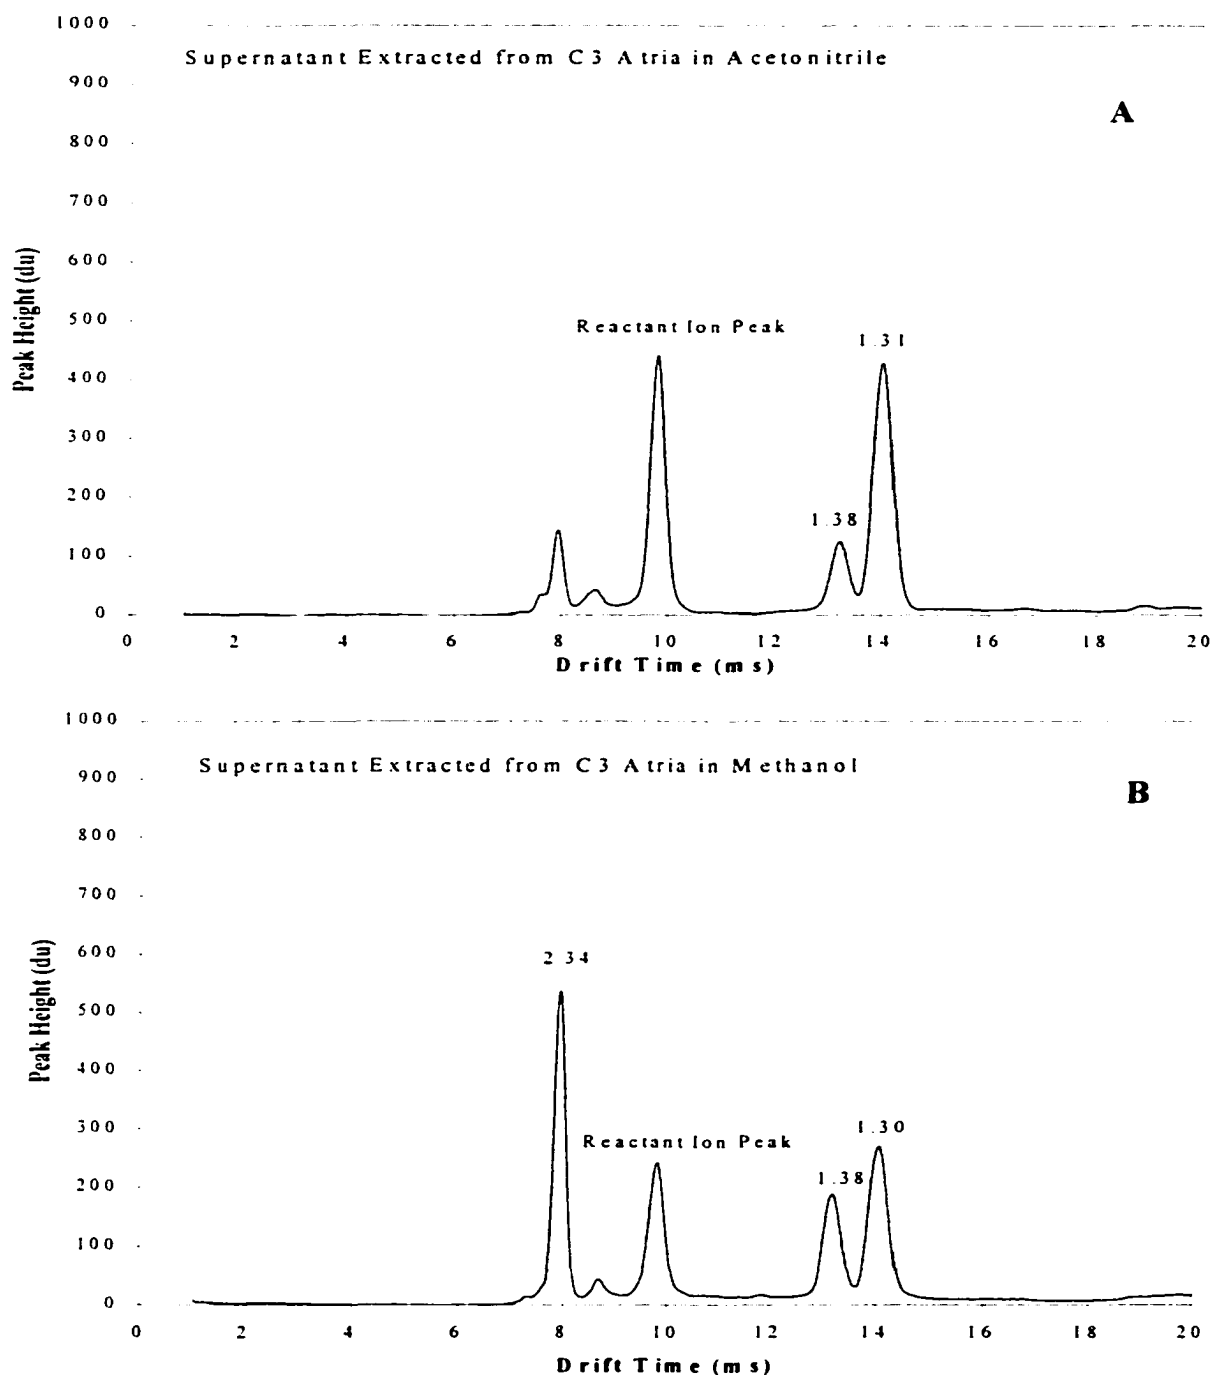 1000
Supernatant Extracted from C3 Atria in Acetonitrile
900
A
800
700
600
Peak Height (du)
500
Reactant Ion Peak
1.31
400
300
200
1.38
100
0
0 2 4 6 8 10 12 14 16 18 20
Drift Time (ms)
1000
Supernatant Extracted from C3 Atria in Methanol
900
B
800
700
600
2 34
Peak Height (du)
500
400
300
Reactant Ion Peak
1.30
200
1.38
100
0
0 2 4 6 8 10 12 14 16 18 20
Drift Time (ms)